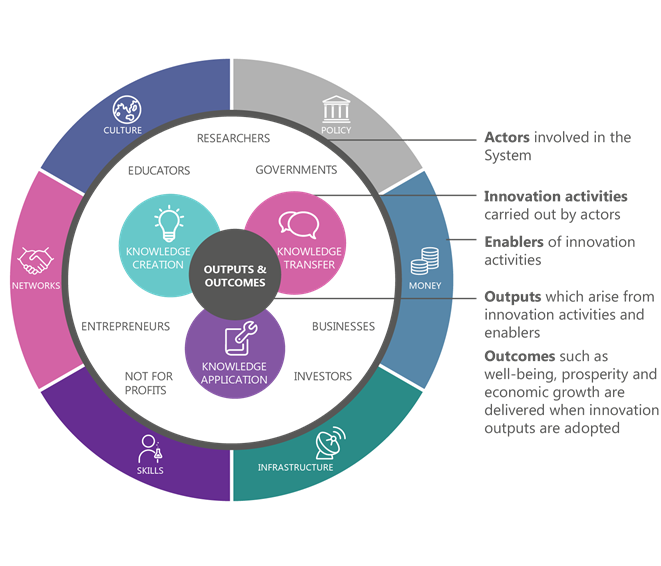 CULTURE
POLICY
RESEARCHERS
EDUCATORS
GOVERNMENTS
KNOWLEDGE
CREATION
KNOWLEDGE
TRANSFER
OUTPUTS &
OUTCOMES
NETWORKS
MONEY
ENTREPRENEURS
BUSINESSES
KNOWLEDGE
APPLICATION
NOT FOR
PROFITS
INVESTORS
SKILLS
INFRASTRUCTURE
Actors involved in the
System
Innovation activities
carried out by actors
Enablers of innovation
activities
Outputs which arise from
innovation activities and
enablers
Outcomes such as
well-being, prosperity and
economic growth are
delivered when innovation
outputs are adopted